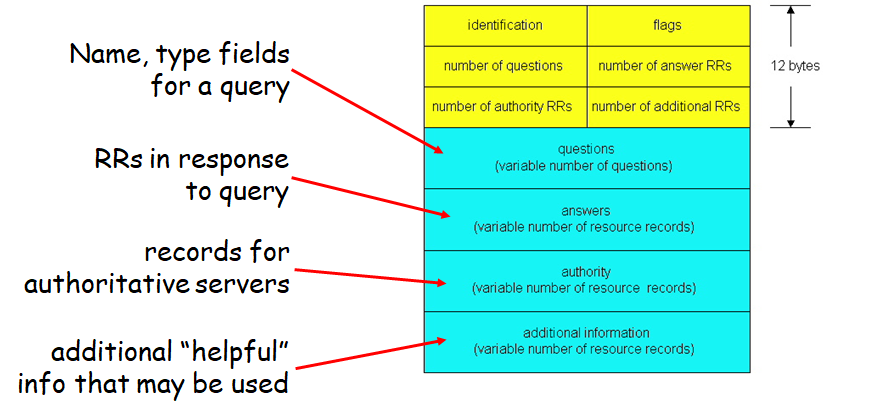 Name, type fields
for a query
RRs in response
to query
records for
authoritative servers
additional “helpful”
info that may be used
identification
flags
number of questions
number of answer RRs
number of authority RRs
number of additional RRs
12 bytes
questions
(variable number of questions)
answers
(variable number of resource records)
authority
(variable number of resource records)
additional information
(variable number of resource records)